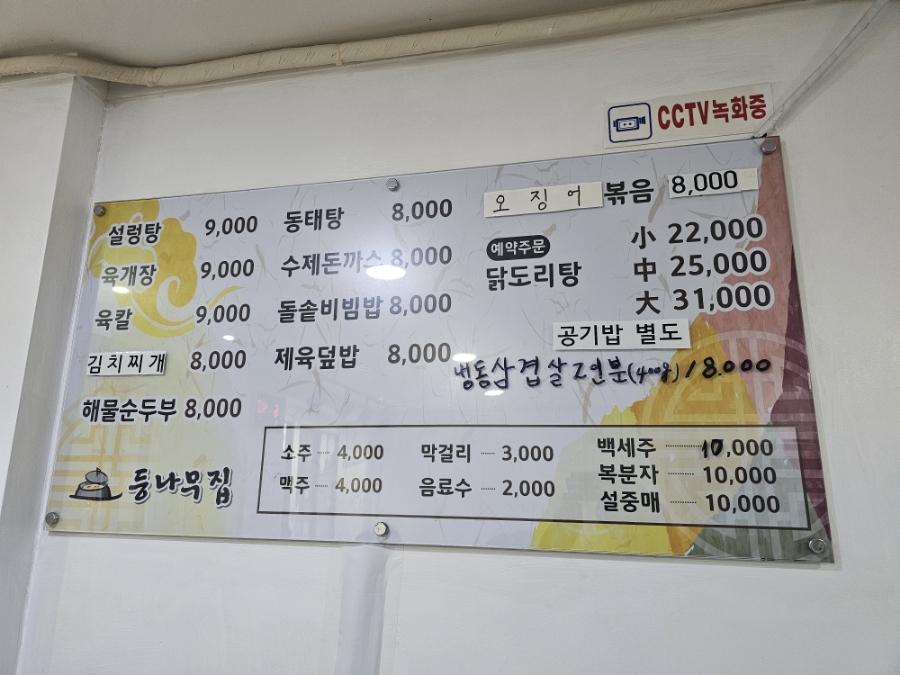 CCTV녹화중
설렁탕 9,000
육개장 9,000
육칼 9,000
김치찌개 8,000
해물순두부 8,000
동태탕 8,000
수제돈까스 8,000
돌솥비빔밥 8,000
제육덮밥 8,000
오징어볶음 8,000
예약주문
닭도리탕
小 22,000
中 25,000
大 31,000
공기밥 별도
냉동삼겹살 2인분(400g) 18.000
둥나무집
소주 ---- 4,000
맥주 ---- 4,000
막걸리 ---- 3,000
음료수 ---- 2,000
백세주 -------- 10,000
복분자 -------- 10,000
설중매 -------- 10,000